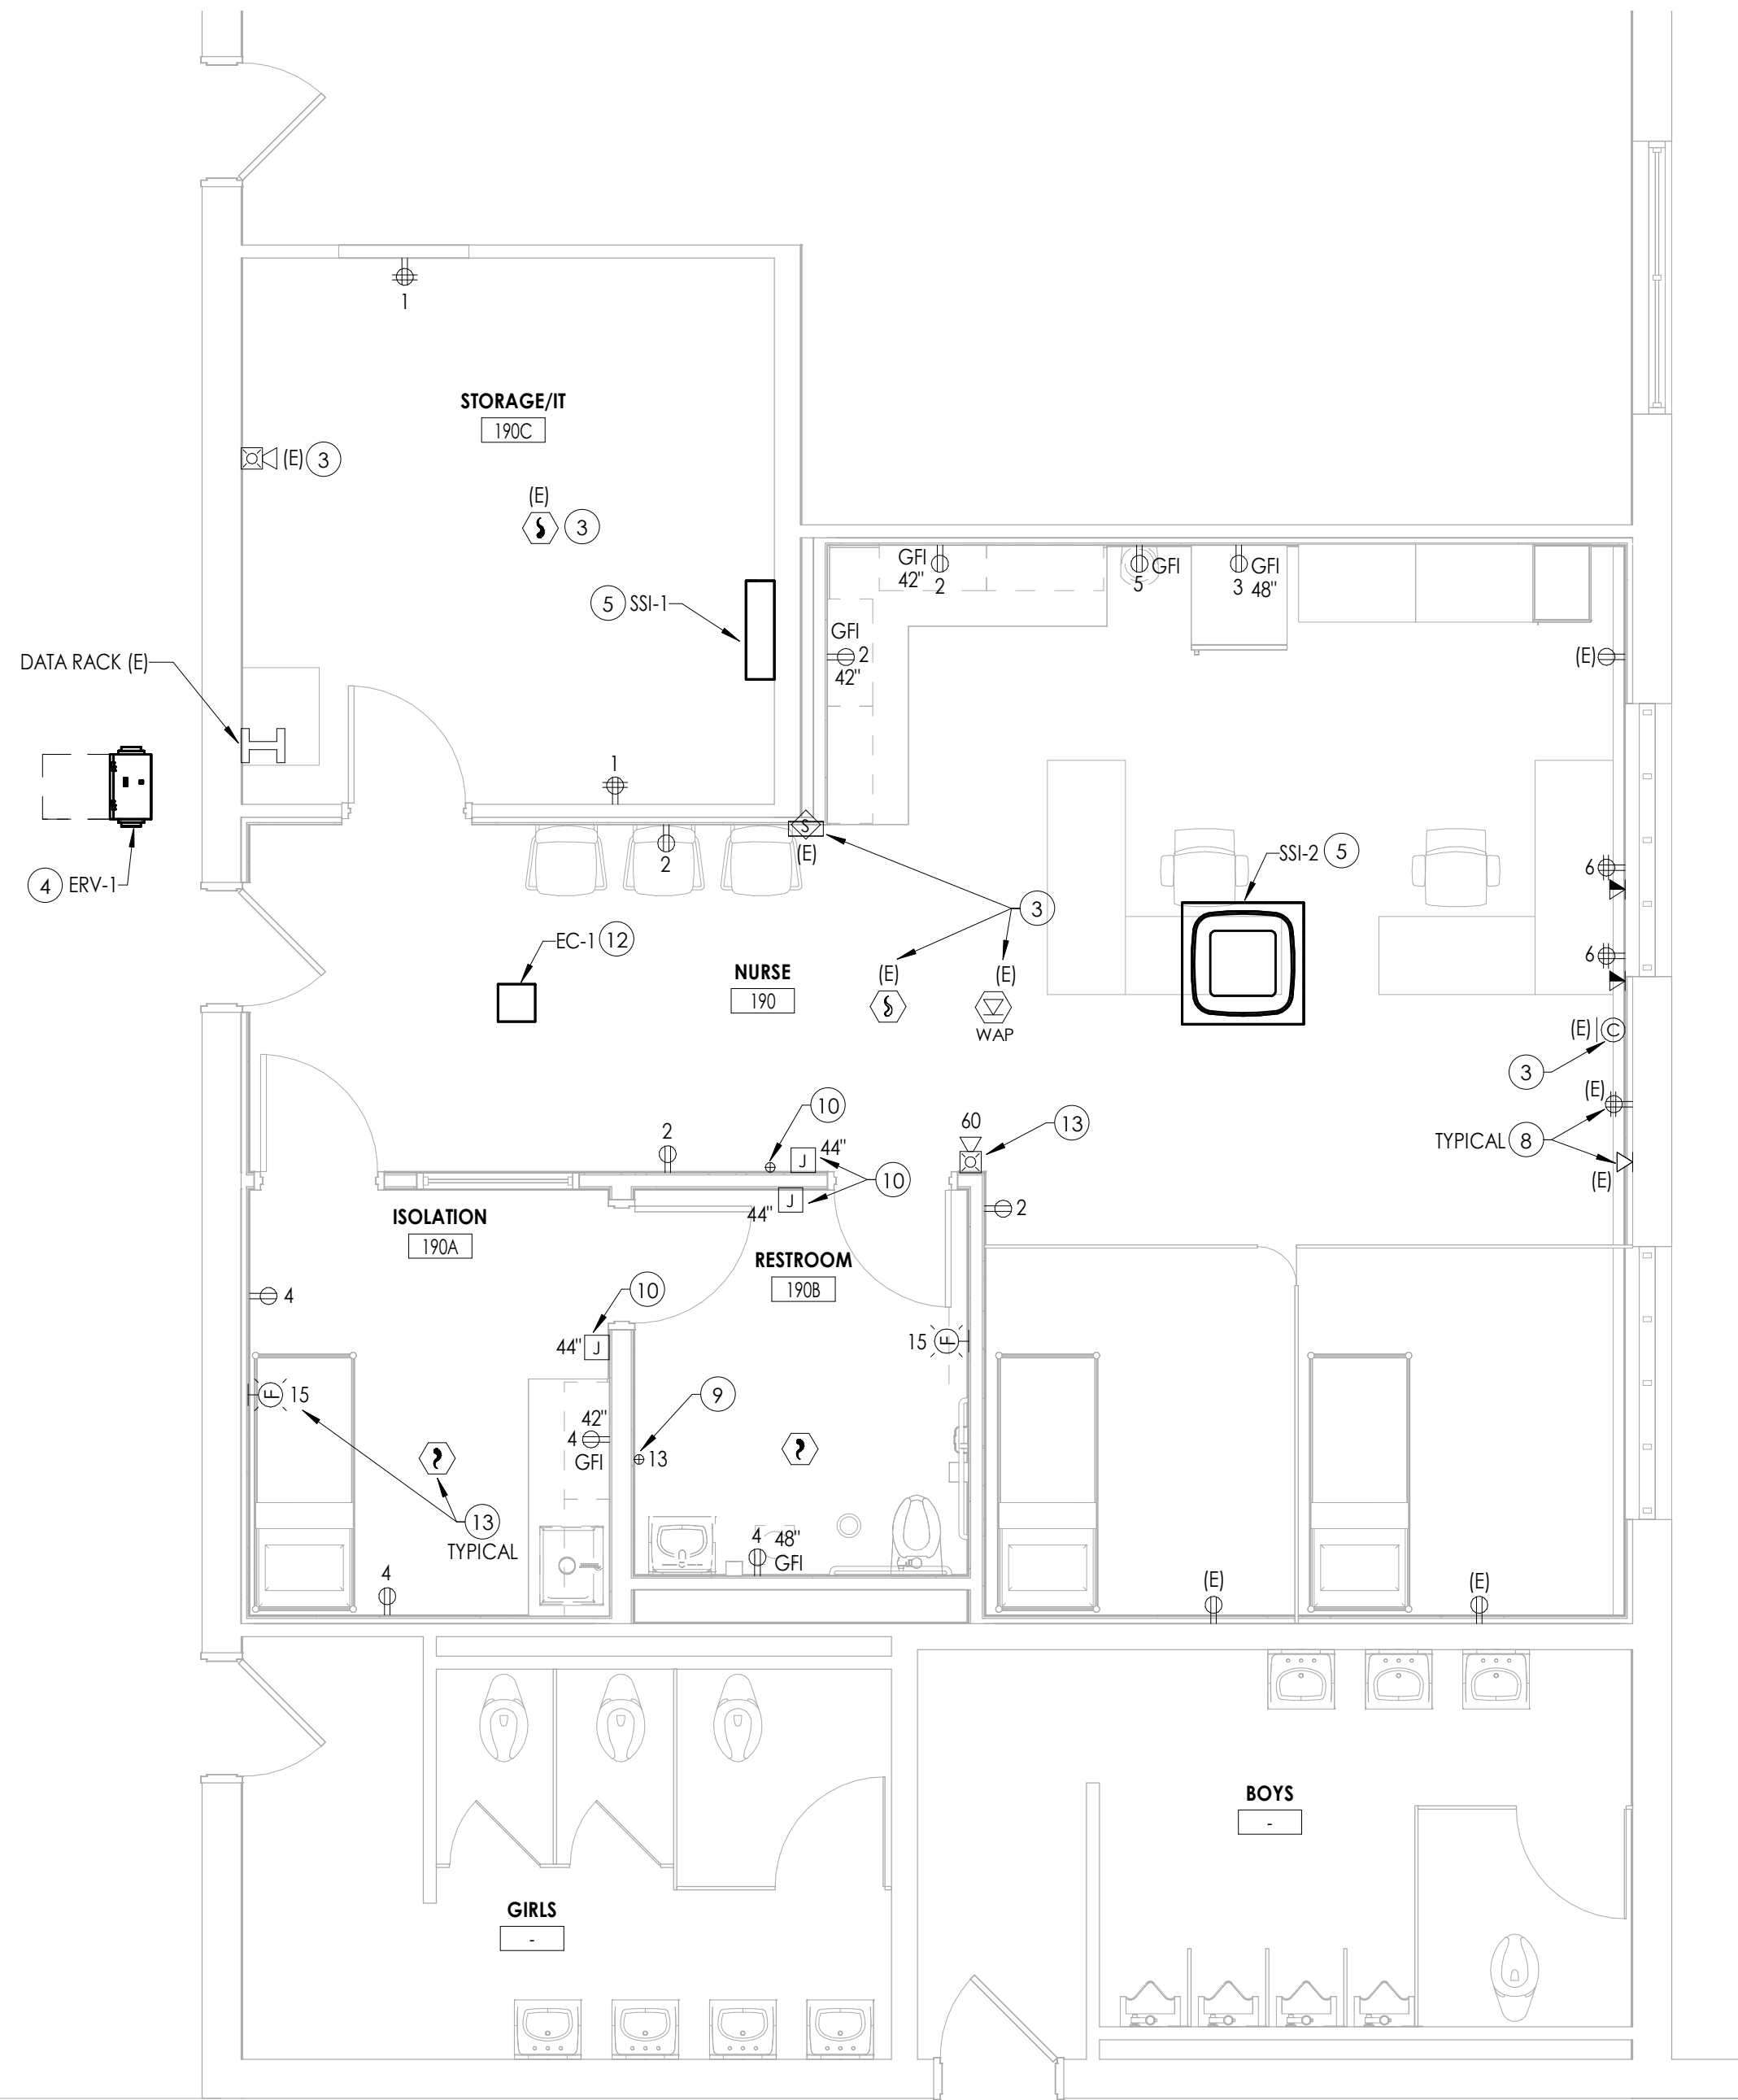 1
STORAGE/IT
190C
(E) 3
(E)
3
5 SSI-1
DATA RACK (E)
4 ERV-1
1
GFI
42"
2
5
GFI
3
GFI
48"
GFI
2
42"
(E)
2
S
(E)
3
SSI-2 5
6
6
EC-1 12
NURSE
190
(E)
(E)
WAP
(E) C
3
(E)
TYPICAL 8
(E)
10
2
J
44"
10
J
44"
60
13
2
ISOLATION
190A
RESTROOM
190B
4
10
44" J
15 F
F 15
9
42"
4
GFI
13
13
TYPICAL
4 48"
GFI
4
(E)
(E)
BOYS
-
GIRLS
-